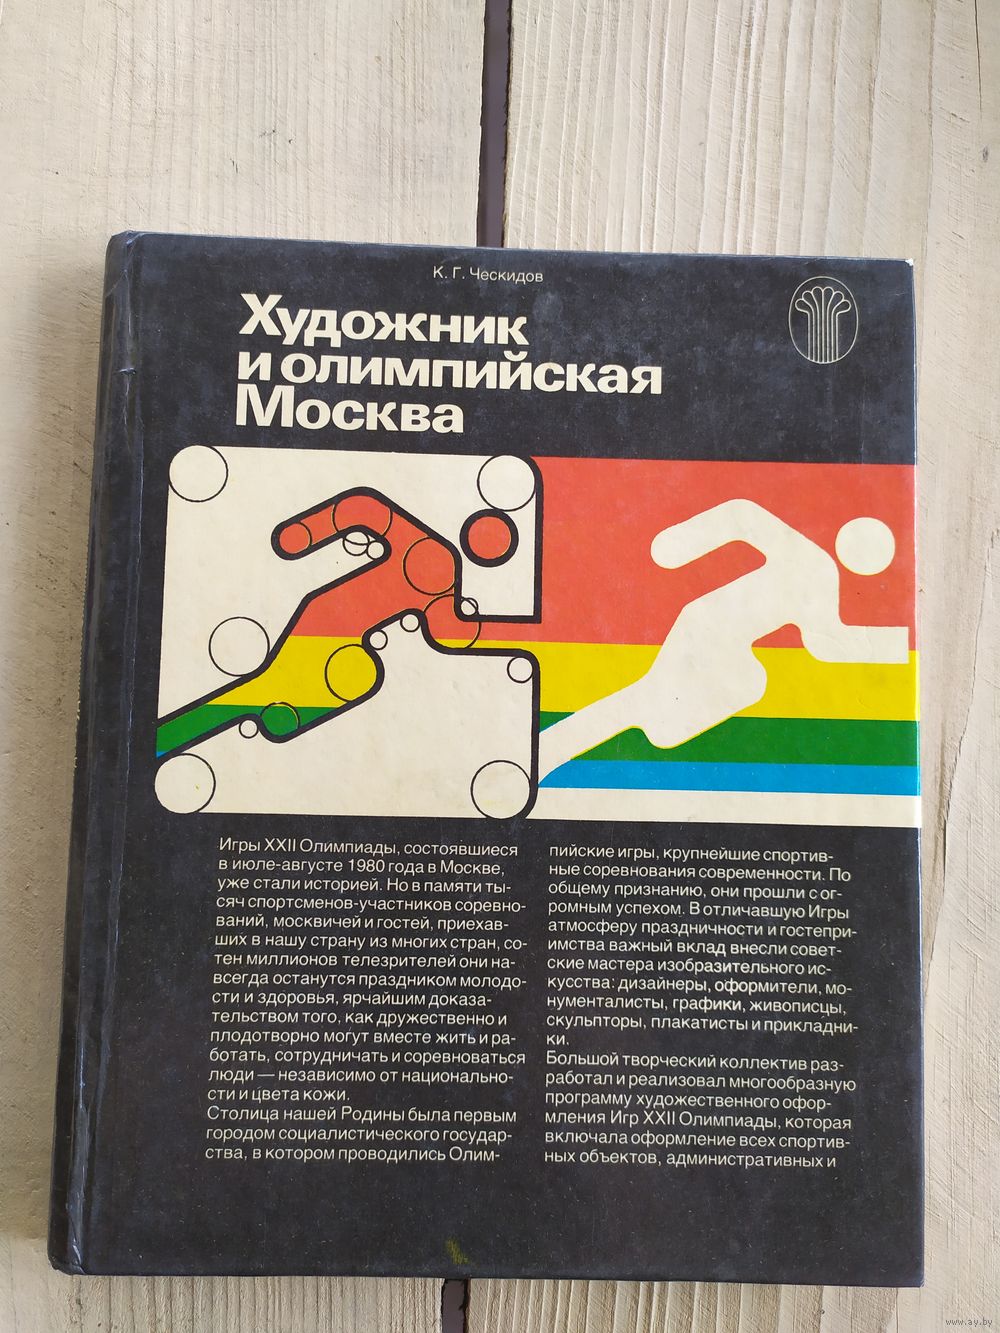 К. Г. Ческидов
Художник
и олимпийская
Москва
Игры XXII Олимпиады, состоявшиеся
в июле-августе 1980 года в Москве,
уже стали историей. Но в памяти ты-
сяч спортсменов-участников соревно-
ваний, москвичей и гостей, приехав-
ших в нашу страну из многих стран, со-
тен миллионов телезрителей они на-
всегда останутся праздником молодо-
сти и здоровья, ярчайшим доказа-
тельством того, как дружественно и
плодотворно могут вместе жить и ра-
ботать, сотрудничать и соревноваться
люди — независимо от национально-
сти и цвета кожи.
Столица нашей Родины была первым
городом социалистического государ-
ства, в котором проводились Олим-
пийские игры, крупнейшие спортив-
ные соревнования современности. По
общему признанию, они прошли с ог-
ромным успехом. В отличавшую Игры
атмосферу праздничности и гостепри-
имства важный вклад внесли совет-
ские мастера изобразительного ис-
кусства: дизайнеры, оформители, мо-
нументалисты, графики, живописцы,
скульпторы, плакатисты и прикладни-
ки.
Большой творческий коллектив раз-
работал и реализовал многообразную
программу художественного офор-
мления Игр XXII Олимпиады, которая
включала оформление всех спортив-
ных объектов, административных и
www.ay.by